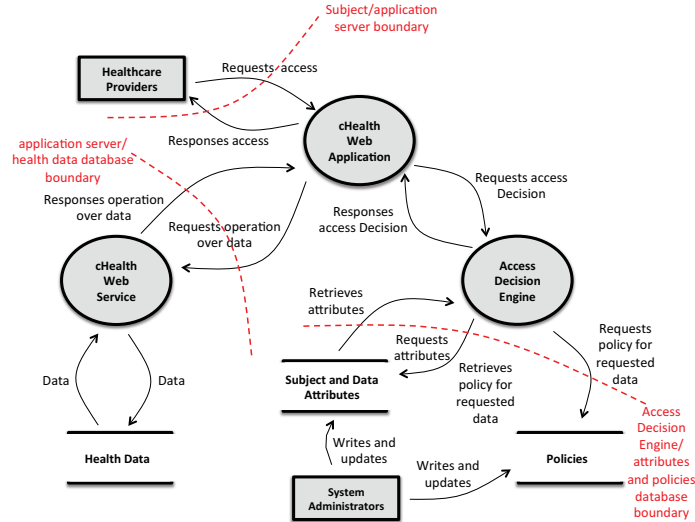 Subject/application
server boundary
Healthcare
Providers
Requests access
Responses access
cHealth
Web
Application
application server/
health data database
boundary
Responses operation
over data
Requests operation
over data
Requests access
Decision
Responses
access Decision
cHealth
Web
Service
Access
Decision
Engine
Retrieves
attributes
Requests
attributes
Requests
policy for
requested
data
Retrieves
policy for
requested
data
Data
Data
Subject and Data
Attributes
Access
Decision
Engine/
attributes
and policies
database
boundary
Health Data
Writes and
updates
Policies
Writes and
updates
System
Administrators